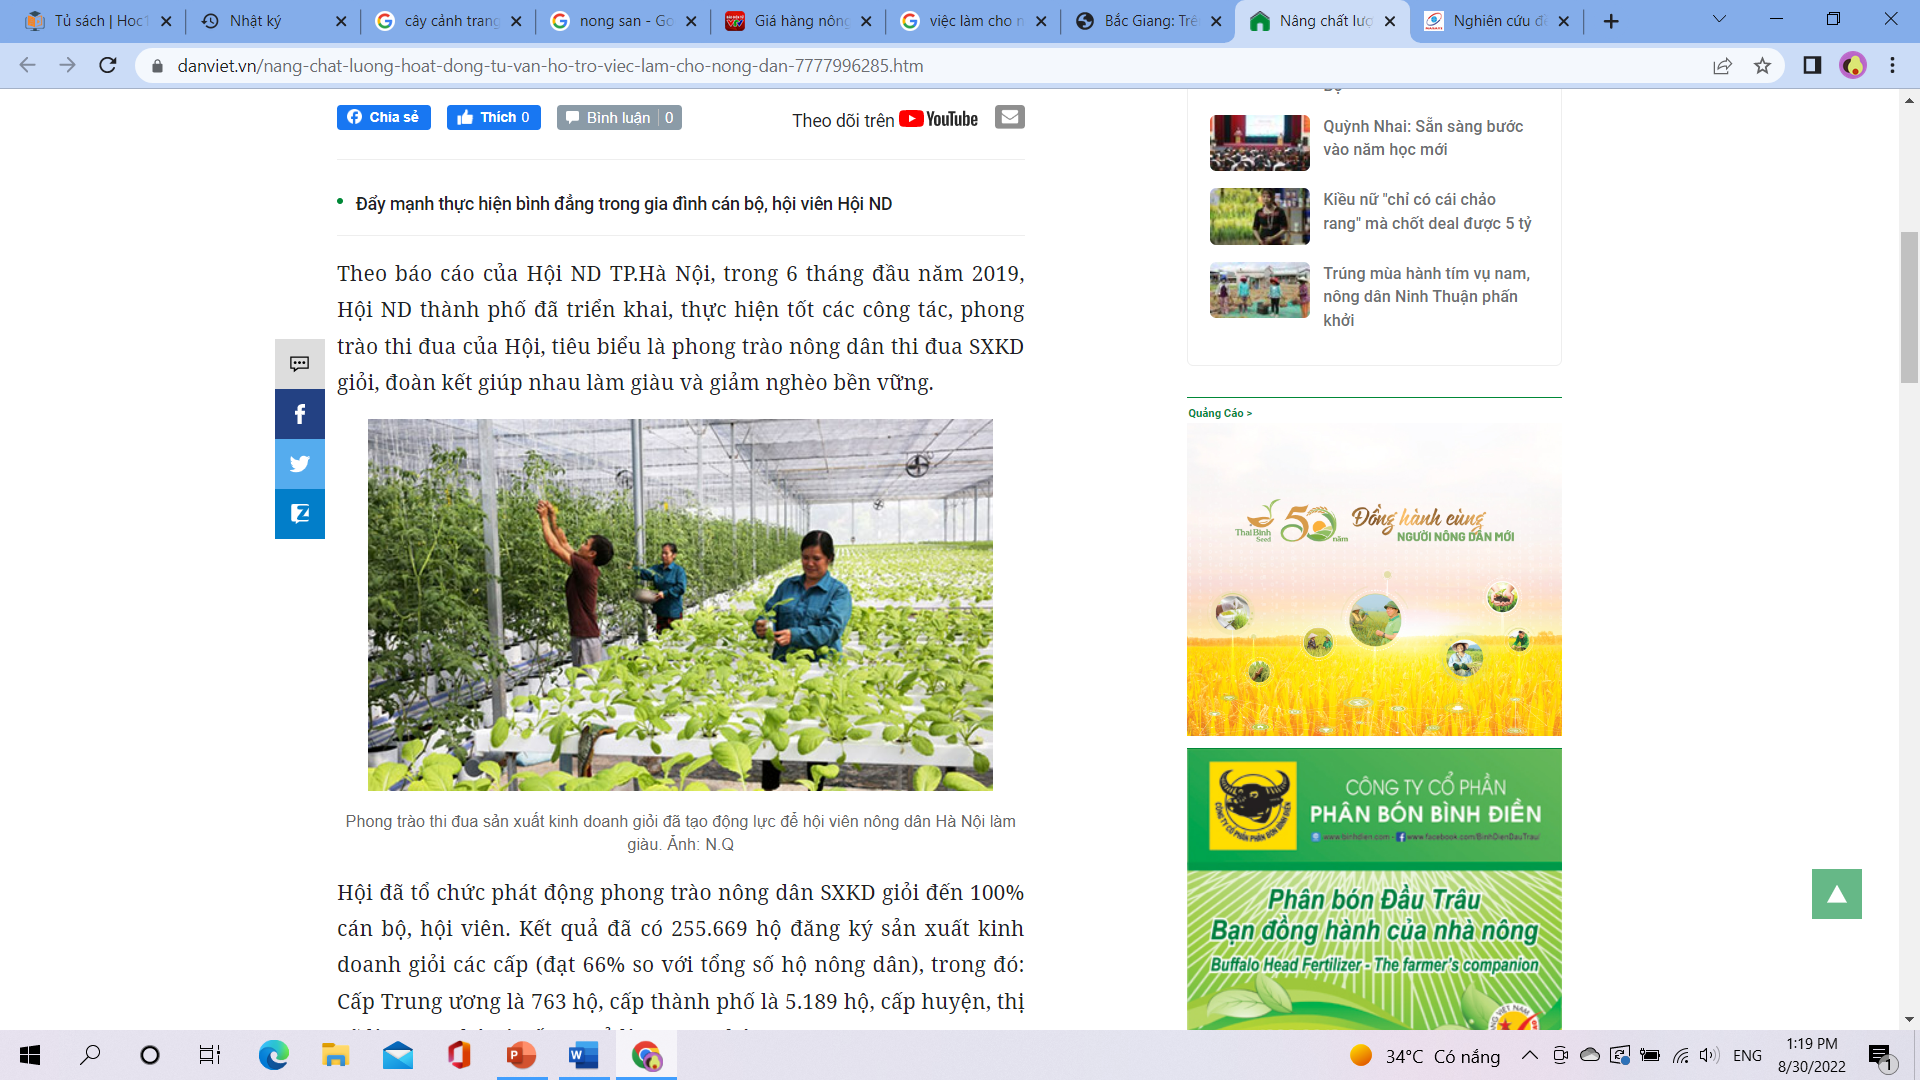 Tủ sách | Hoc1
Nhật ký
cây cảnh trang
nong san - Go
Giá hàng nông
việc làm cho n
Bắc Giang: Trê
Nâng chất lượ
Nghiên cứu đ
danviet.vn/nang-chat-luong-hoat-dong-tu-van-ho-tro-viec-lam-cho-nong-dan-7777996285.htm
Chia sẻ
Thích 0
Bình luận 0
Theo dõi trên YouTube
Đẩy mạnh thực hiện bình đẳng trong gia đình cán bộ, hội viên Hội ND
Theo báo cáo của Hội ND TP.Hà Nội, trong 6 tháng đầu năm 2019,
Hội ND thành phố đã triển khai, thực hiện tốt các công tác, phong
trào thi đua của Hội, tiêu biểu là phong trào nông dân thi đua SXKD
giỏi, đoàn kết giúp nhau làm giàu và giảm nghèo bền vững.
Phong trào thi đua sản xuất kinh doanh giỏi đã tạo động lực để hội viên nông dân Hà Nội làm
giàu. Ảnh: N.Q
Hội đã tổ chức phát động phong trào nông dân SXKD giỏi đến 100%
cán bộ, hội viên. Kết quả đã có 255.669 hộ đăng ký sản xuất kinh
doanh giỏi các cấp (đạt 66% so với tổng số hộ nông dân), trong đó:
Cấp Trung ương là 763 hộ, cấp thành phố là 5.189 hộ, cấp huyện, thị
Quỳnh Nhai: Sẵn sàng bước
vào năm học mới
Kiều nữ "chỉ có cái chảo
rang" mà chốt deal được 5 tỷ
Trúng mùa hành tím vụ nam,
nông dân Ninh Thuận phấn
khởi
Quảng Cáo >
ThaiBinh
Seed
50
năm
Đồng hành cùng
NGƯỜI NÔNG DÂN MỚI
CÔNG TY CỔ PHẦN
PHÂN BÓN BÌNH ĐIỀN
www.binhdien.com - www.facebook.com/BinhDienDauTrau/
Phân bón Đầu Trâu
Bạn đồng hành của nhà nông
Buffalo Head Fertilizer - The farmer's companion
34°C Có nắng
ENG
1:19 PM
8/30/2022
1